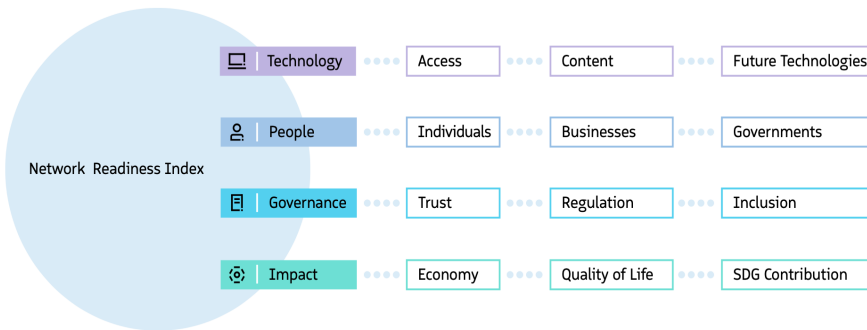 Technology
Access
Content
Future Technologies
People
Individuals
Businesses
Governments
Network Readiness Index
Governance
Trust
Regulation
Inclusion
Impact
Economy
Quality of Life
SDG Contribution